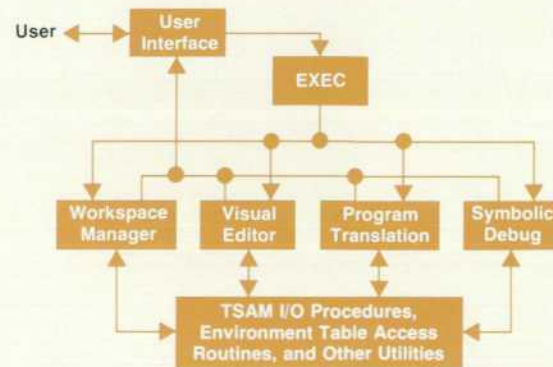 User
User
Interface
EXEC
Workspace
Manager
Visual
Editor
Program
Translation
Symbolic
Debug
TSAM I/O Procedures,
Environment Table Access
Routines, and Other Utilities